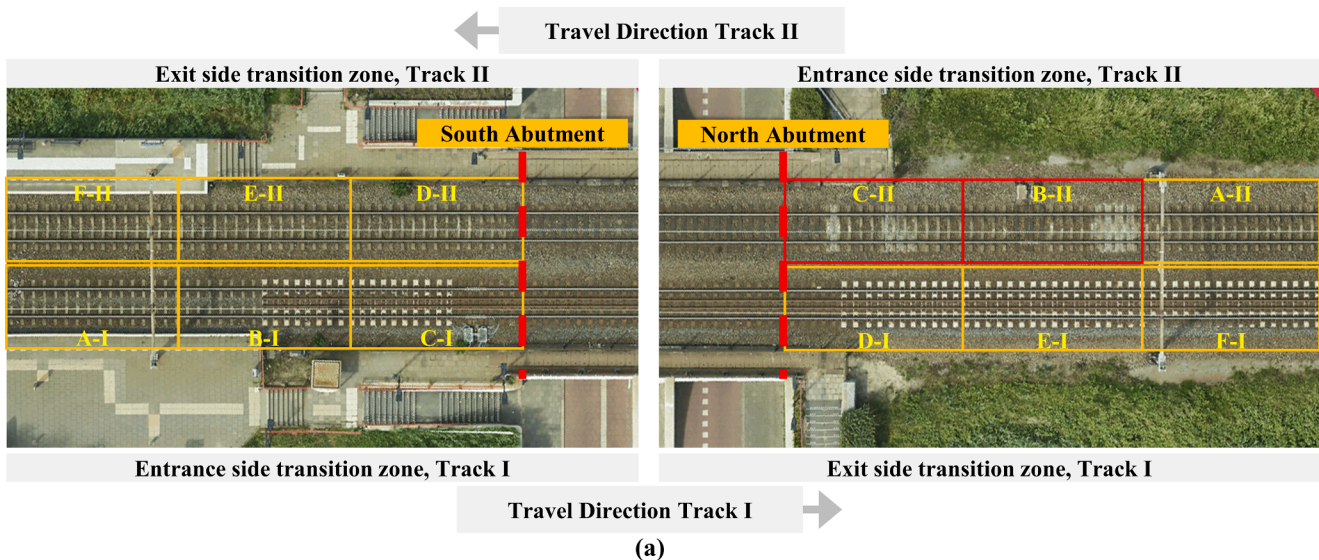 Travel Direction Track II
Exit side transition zone, Track II
Entrance side transition zone, Track II
South Abutment
North Abutment
F-II
E-II
D-II
C-II
B-II
A-II
A-I
B-I
C-I
D-I
E-I
F-I
Entrance side transition zone, Track I
Exit side transition zone, Track I
Travel Direction Track I
(a)